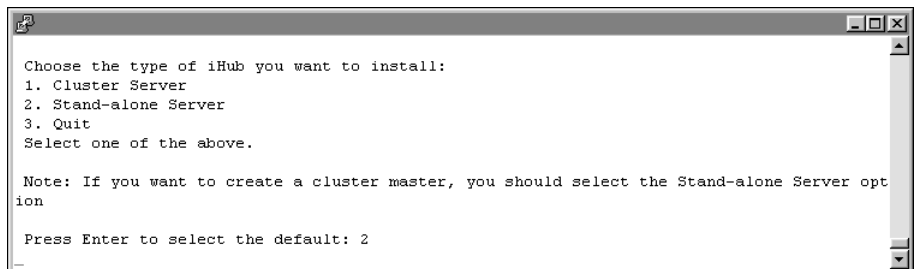 Choose the type of iHub you want to install:
1. Cluster Server
2. Stand-alone Server
3. Quit
Select one of the above.
Note: If you want to create a cluster master, you should select the Stand-alone Server opt
ion
Press Enter to select the default: 2
_